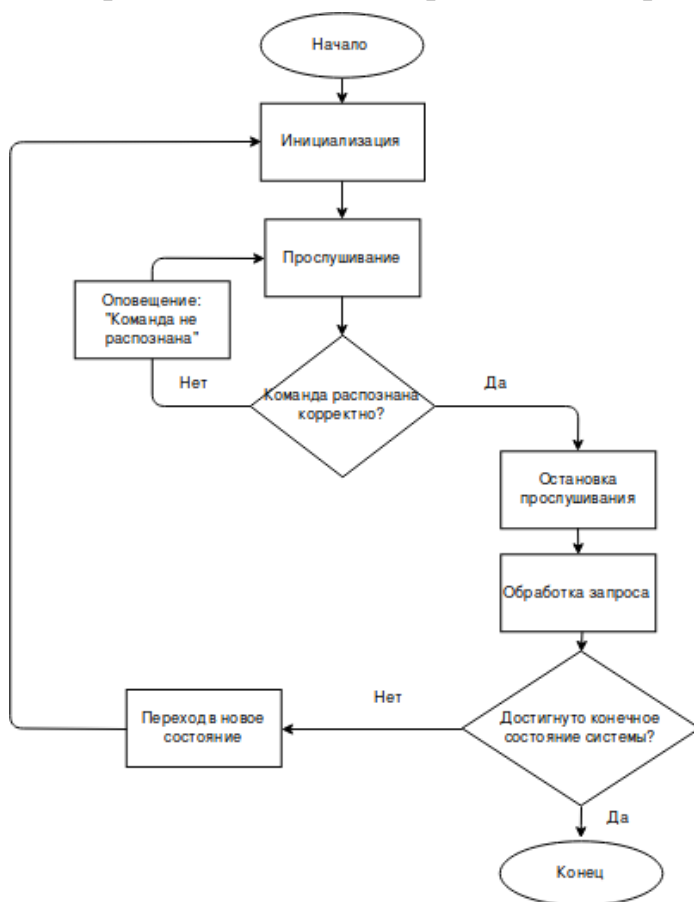 Начало
Инициализация
Прослушивание
Оповещение:
"Команда не
распознана"
Нет
Команда распознана
корректно?
Да
Остановка
прослушивания
Обработка запроса
Достигнуто конечное
состояние системы?
Нет
Переход в новое
состояние
Да
Конец